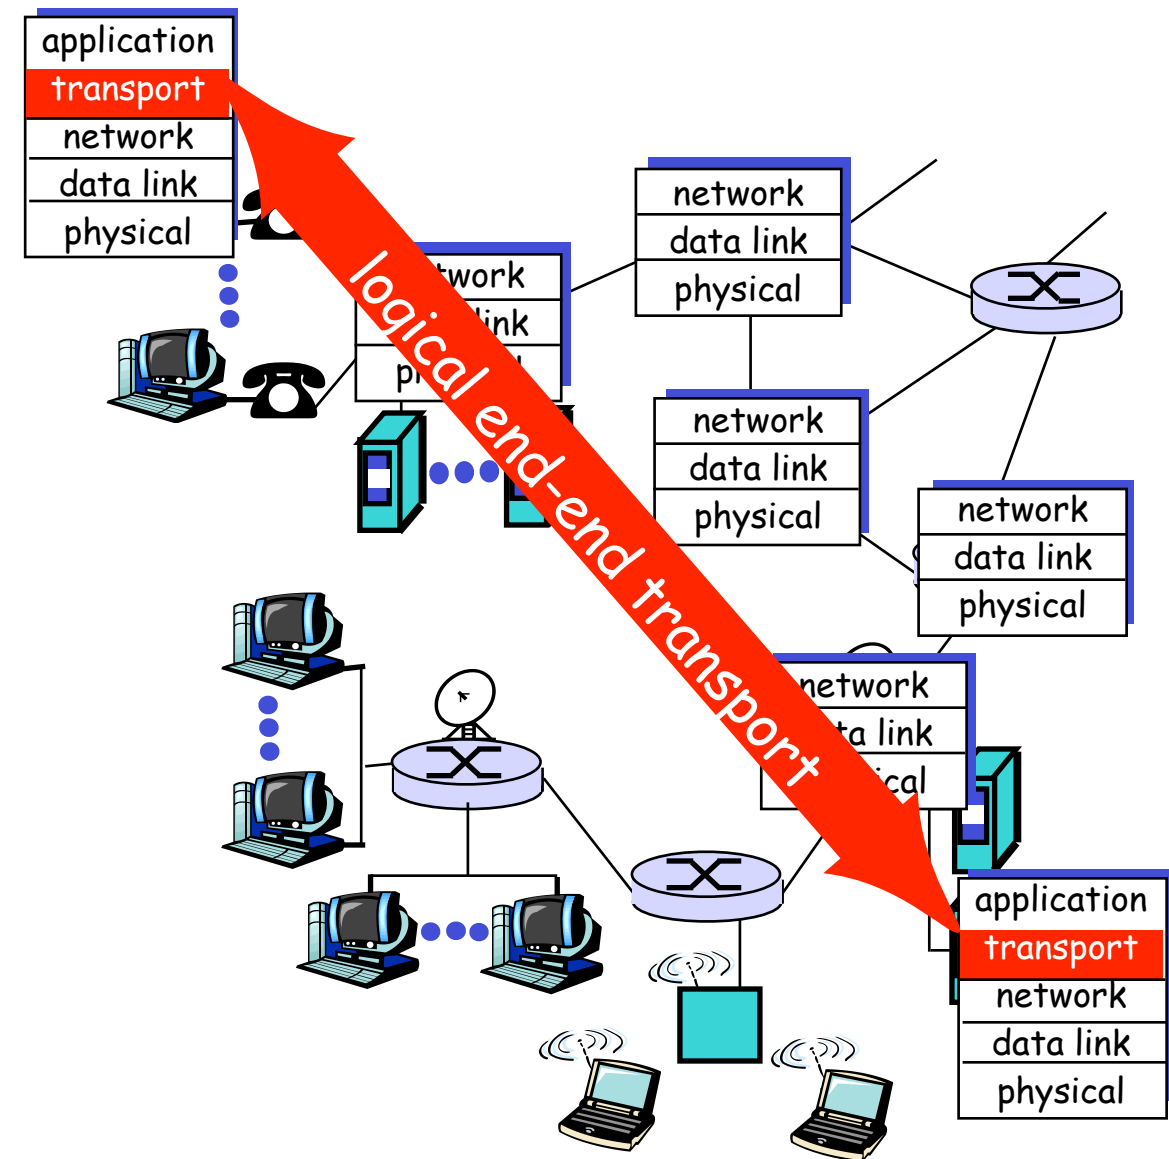 application
transport
network
data link
physical
network
data link
physical
logical end-end transport
network
data link
physical
network
data link
physical
network
application
transport
network
data link
physical